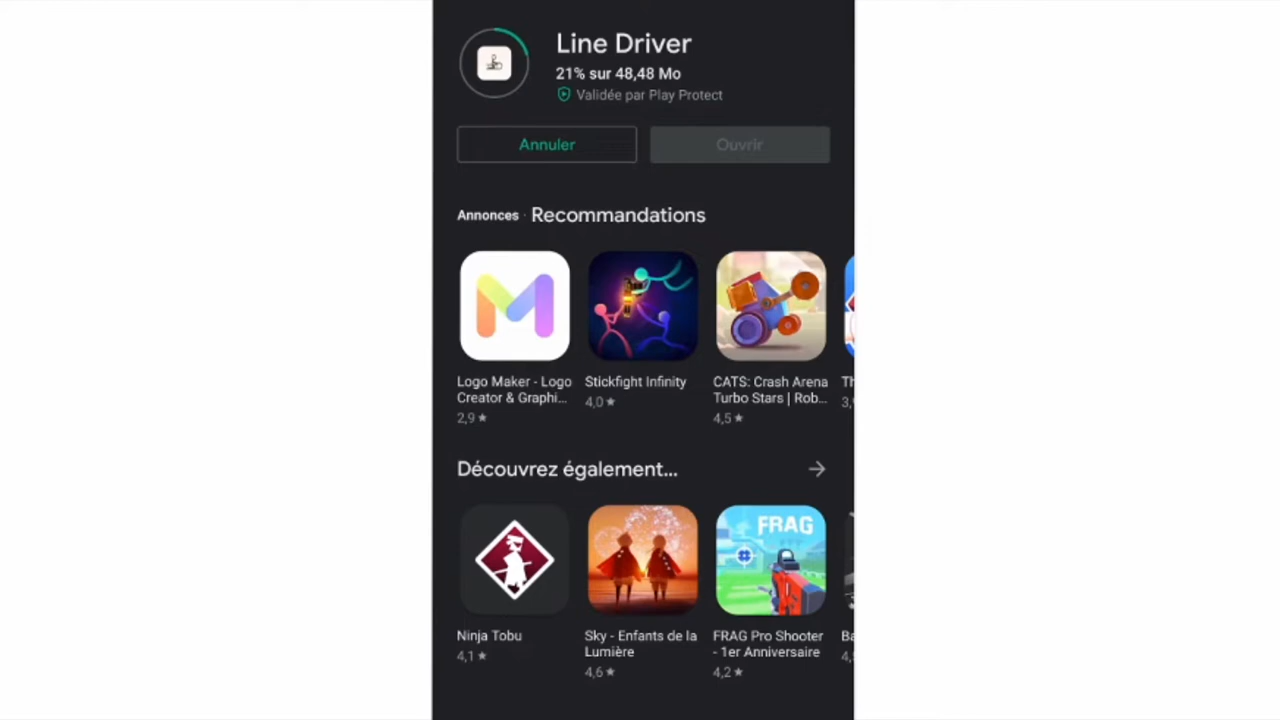 Line Driver
21% sur 48,48 Mo
Validée par Play Protect
Annuler
Ouvrir
Annonces · Recommandations
Logo Maker - Logo
Creator & Graphi...
2,9 ★
Stickfight Infinity
4,0 ★
CATS: Crash Arena
Turbo Stars | Rob...
4,5 ★
Découvrez également...
FRAG
Ninja Tobu
4,1 ★
Sky - Enfants de la
Lumière
4,6 ★
FRAG Pro Shooter
- 1er Anniversaire
4,2 ★